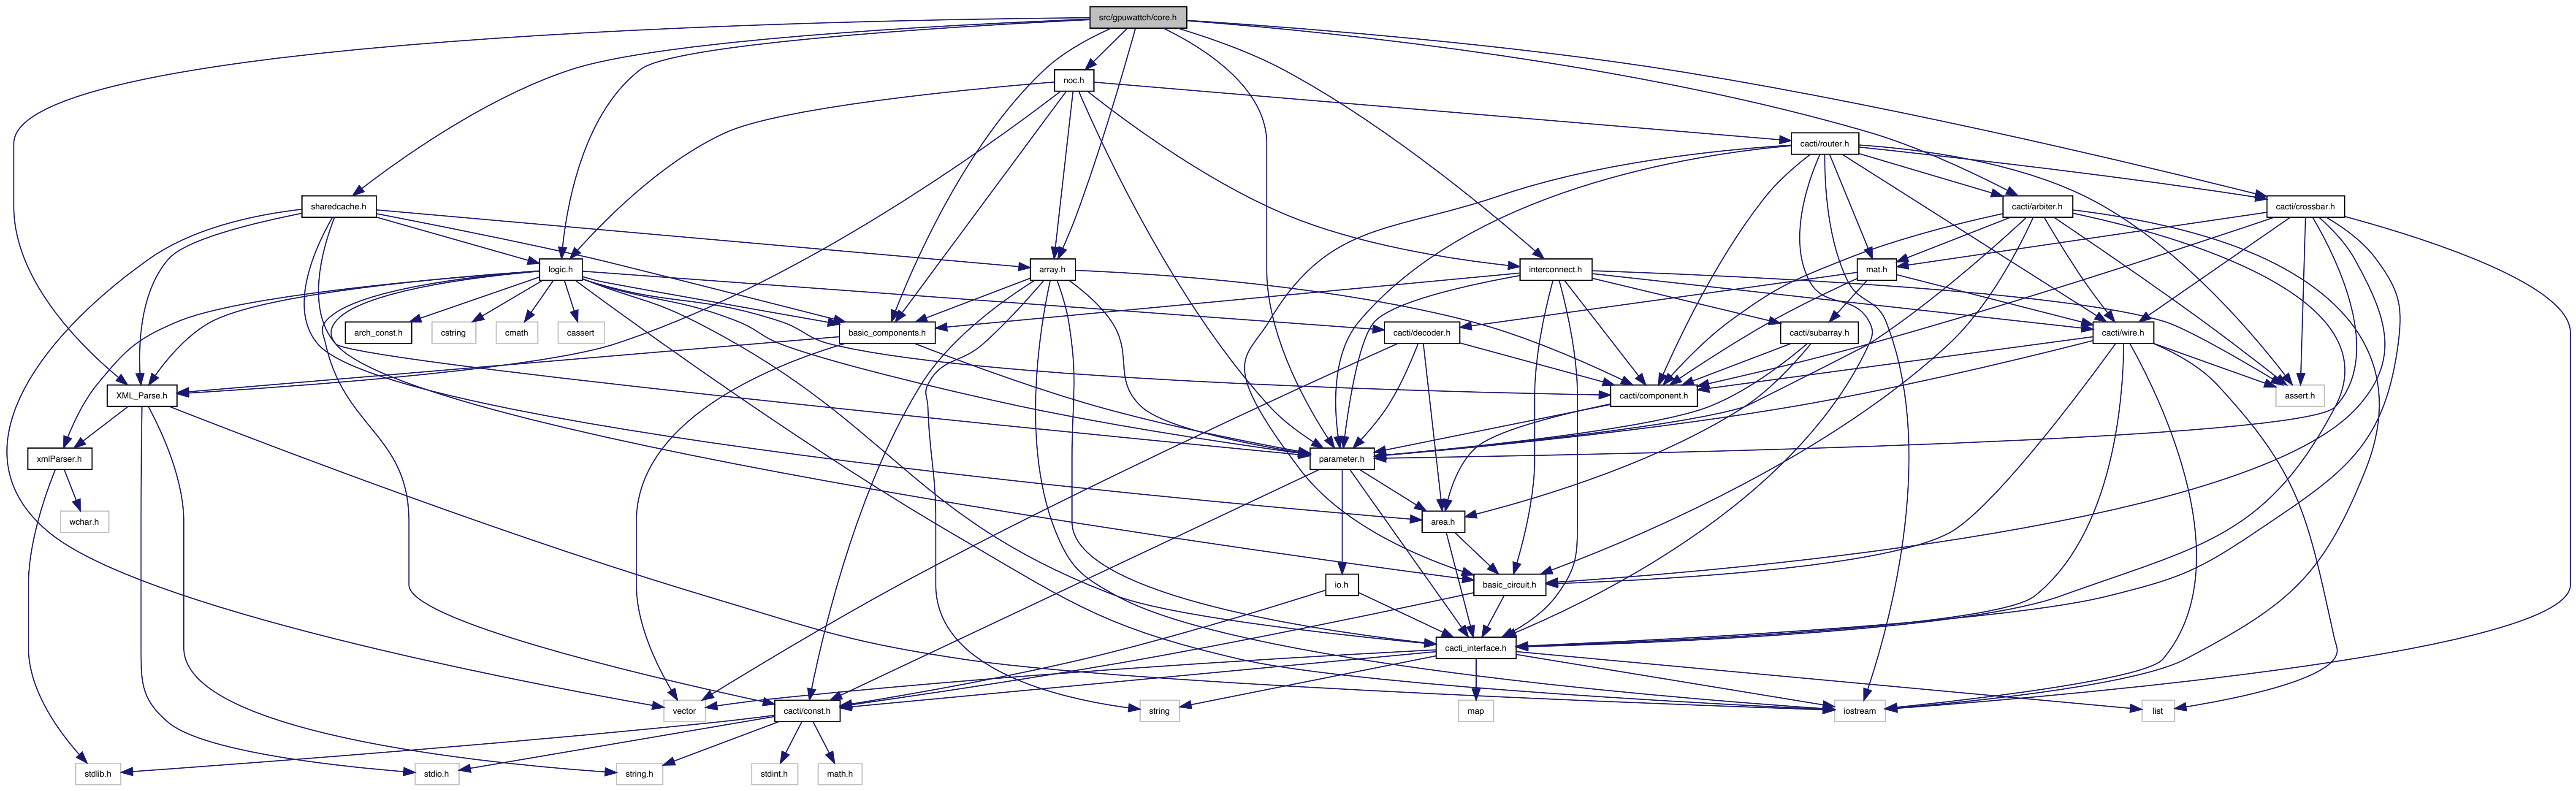 src/gpuwattch/core.h
noc.h
cacti/router.h
sharedcache.h
cacti/arbiter.h
cacti/crossbar.h
logic.h
array.h
interconnect.h
mat.h
arch_const.h
cstring
cmath
cassert
basic_components.h
cacti/decoder.h
cacti/subarray.h
cacti/wire.h
XML_Parse.h
cacti/component.h
assert.h
xmlParser.h
parameter.h
wchar.h
area.h
io.h
basic_circuit.h
cacti_interface.h
vector
cacti/const.h
string
map
iostream
list
stdlib.h
stdio.h
string.h
stdint.h
math.h